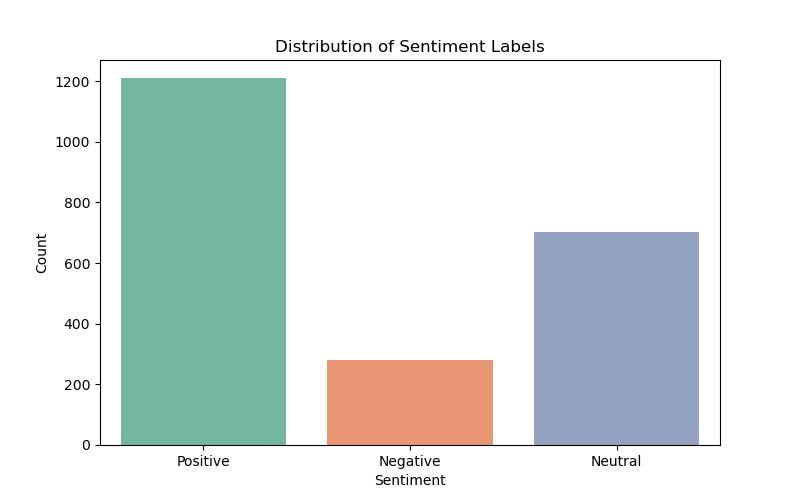 Distribution of Sentiment Labels
1200
1000
800
600
400
200
0
Count
Positive Negative Neutral
Sentiment